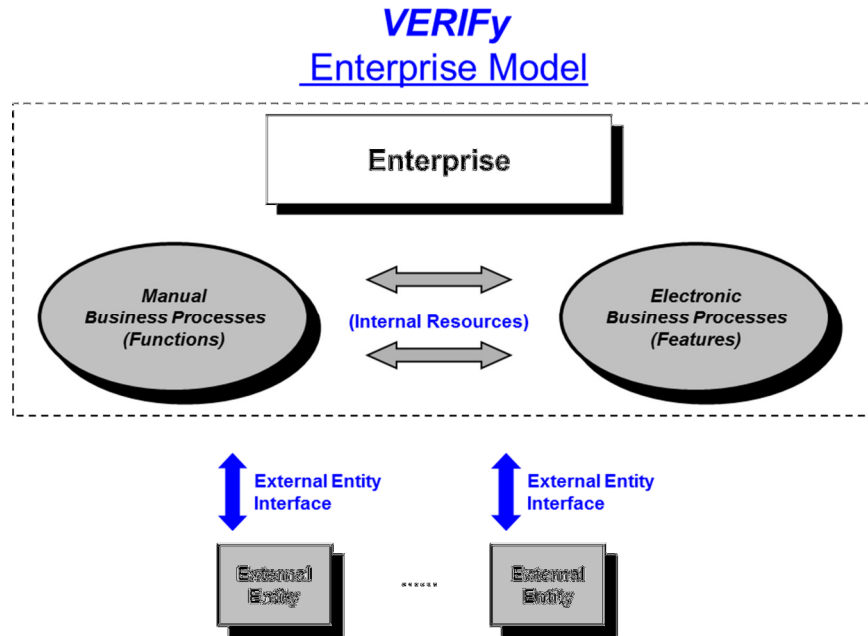 VERIFy
Enterprise Model
Enterprise
Manual
Business Processes
(Functions)
(Internal Resources)
Electronic
Business Processes
(Features)
External Entity
Interface
External Entity
Interface
External
Entity
......
External
Entity